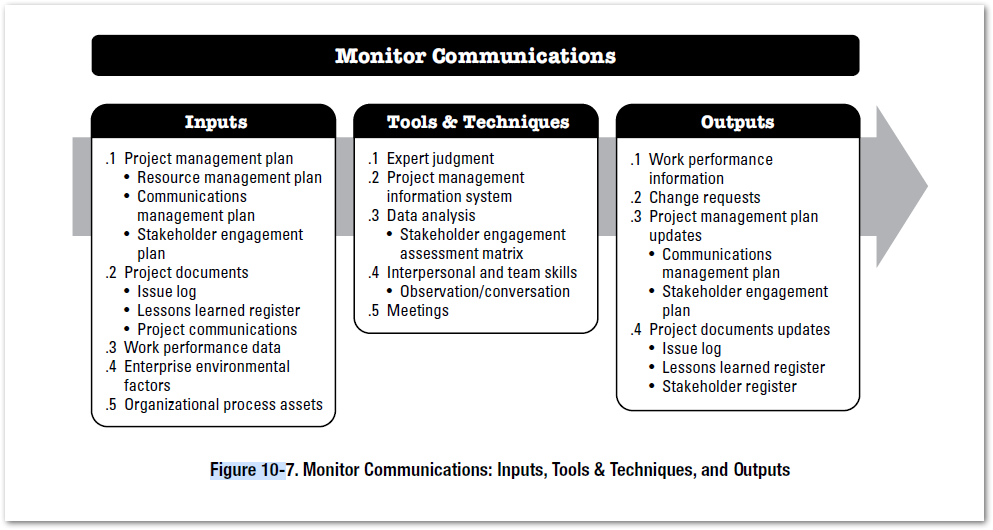 Monitor Communications
Inputs
.1 Project management plan
• Resource management plan
• Communications
management plan
• Stakeholder engagement
plan
.2 Project documents
• Issue log
• Lessons learned register
• Project communications
.3 Work performance data
.4 Enterprise environmental
factors
.5 Organizational process assets
Tools & Techniques
.1 Expert judgment
.2 Project management
information system
.3 Data analysis
• Stakeholder engagement
assessment matrix
.4 Interpersonal and team skills
• Observation/conversation
.5 Meetings
Outputs
.1 Work performance
information
.2 Change requests
.3 Project management plan
updates
• Communications
management plan
• Stakeholder engagement
plan
.4 Project documents updates
• Issue log
• Lessons learned register
• Stakeholder register
Figure 10-7. Monitor Communications: Inputs, Tools & Techniques, and Outputs